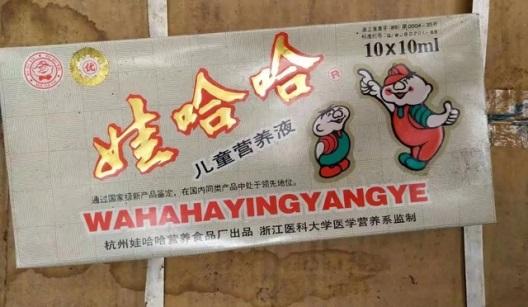 10×10ml
娃哈哈®
儿童营养液
优
通过国家级新产品鉴定,在国内同类产品中处于领先地位。
WAHAHAYINGYANGYE
杭州娃哈哈营养食品厂出品 浙江医科大学医学营养系监制